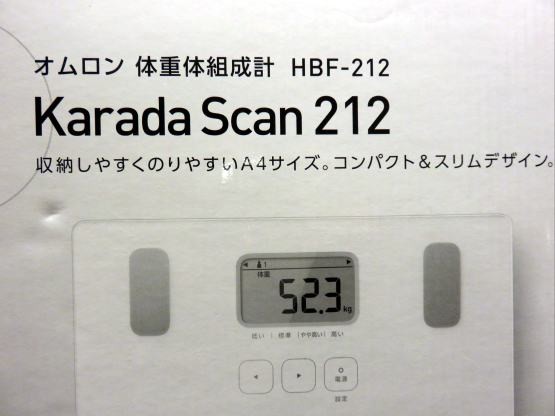 オムロン 体重体組成計 HBF-212
Karada Scan 212
収納しやすくのりやすいA4サイズ。コンパクト&スリムデザイン。
1
体重
52.3 kg
低い | 標準 | やや高い | 高い
電源
設定